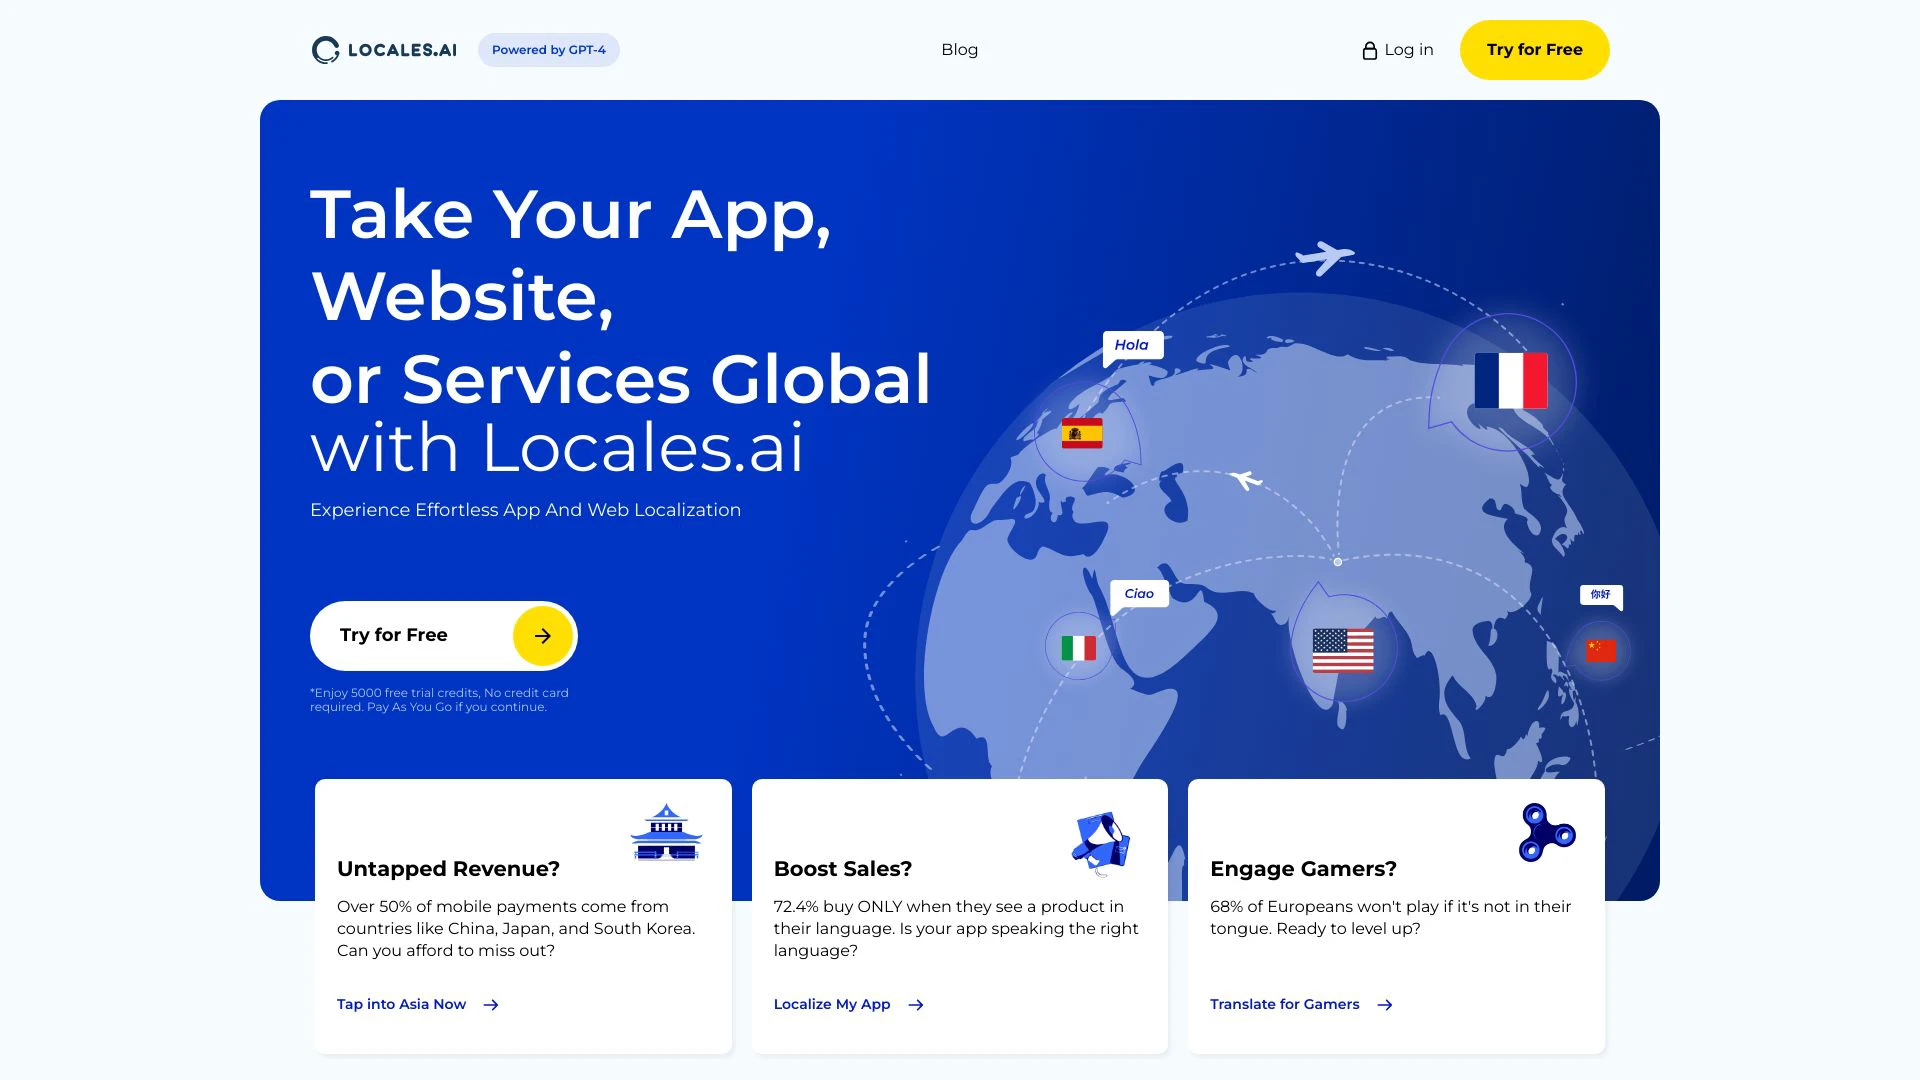 LOCALES.AI
Powered by GPT-4
Blog
Log in
Try for Free
Take Your App,
Website,
or Services Global
with Locales.ai
Experience Effortless App And Web Localization
Try for Free
*Enjoy 5000 free trial credits, No credit card
required. Pay As You Go if you continue.
Hola
Ciao
你好
Untapped Revenue?
Over 50% of mobile payments come from
countries like China, Japan, and South Korea.
Can you afford to miss out?
Tap into Asia Now
Boost Sales?
72.4% buy ONLY when they see a product in
their language. Is your app speaking the right
language?
Localize My App
Engage Gamers?
68% of Europeans won't play if it's not in their
tongue. Ready to level up?
Translate for Gamers